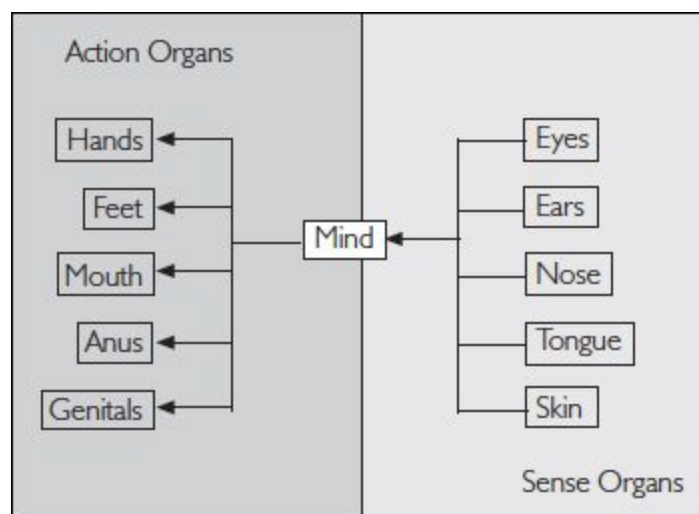 Action Organs
Hands
Feet
Mouth
Anus
Genitals
Mind
Eyes
Ears
Nose
Tongue
Skin
Sense Organs